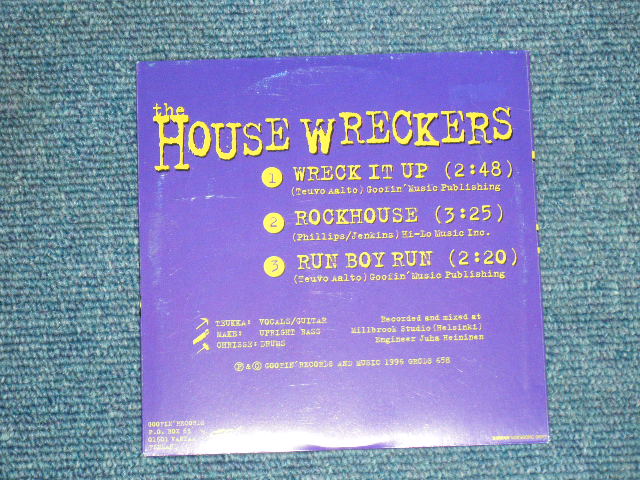 the
HOUSE WRECKERS
1 WRECK IT UP (2:48)
(Teuvo Aalto) Goofin' Music Publishing
2 ROCKHOUSE (3:25)
(Phillips/Jenkins) Hi-Lo Music Inc.
3 RUN BOY RUN (2:20)
(Teuvo Aalto) Goofin' Music Publishing
TEUKKA: VOCALS/GUITAR
MAKE: UPRIGHT BASS
CHRISSE: DRUMS
Recorded and mixed at
Millbrook Studio (Helsinki)
Engineer Juha Heininen
Ⓟ & © GOOFIN' RECORDS AND MUSIC 1996 GRCDS 658
GOOFIN' RECORDS
P.O. BOX 63
01601 VANTAA
FINLAND